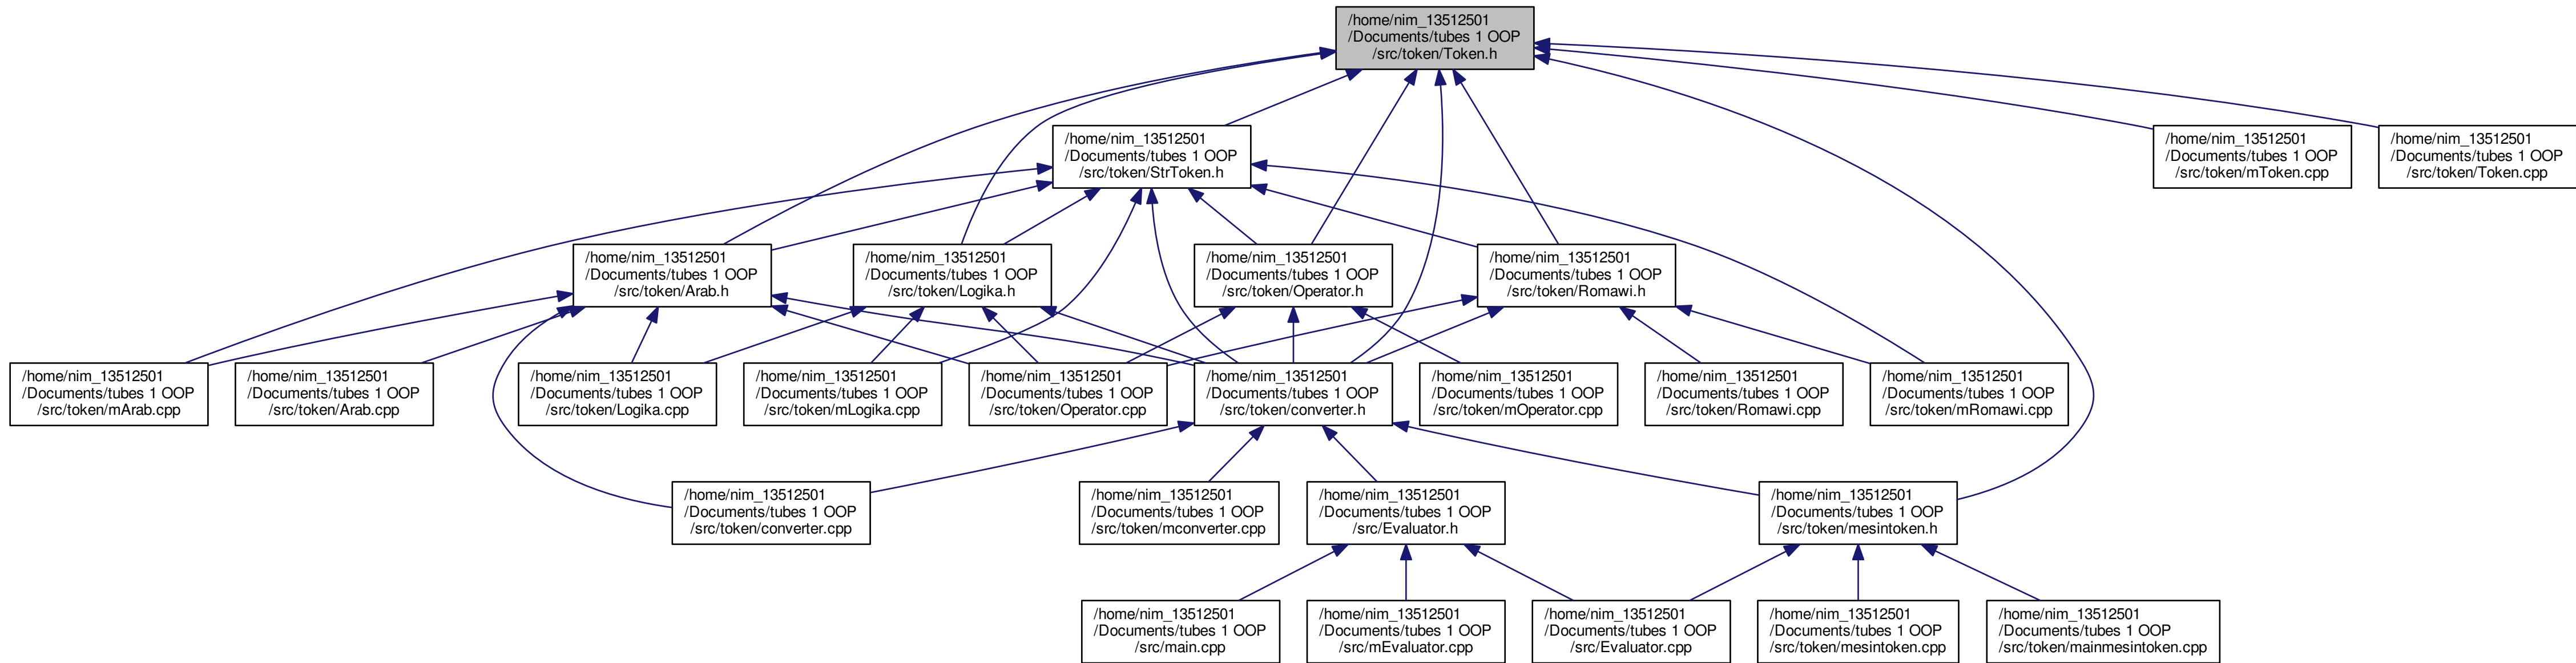 /home/nim_13512501
/Documents/tubes 1 OOP
/src/token/Token.h
/home/nim_13512501
/Documents/tubes 1 OOP
/src/token/StrToken.h
/home/nim_13512501
/Documents/tubes 1 OOP
/src/token/mToken.cpp
/home/nim_13512501
/Documents/tubes 1 OOP
/src/token/Token.cpp
/home/nim_13512501
/Documents/tubes 1 OOP
/src/token/Arab.h
/home/nim_13512501
/Documents/tubes 1 OOP
/src/token/Logika.h
/home/nim_13512501
/Documents/tubes 1 OOP
/src/token/Operator.h
/home/nim_13512501
/Documents/tubes 1 OOP
/src/token/Romawi.h
/home/nim_13512501
/Documents/tubes 1 OOP
/src/token/mArab.cpp
/home/nim_13512501
/Documents/tubes 1 OOP
/src/token/Arab.cpp
/home/nim_13512501
/Documents/tubes 1 OOP
/src/token/Logika.cpp
/home/nim_13512501
/Documents/tubes 1 OOP
/src/token/mLogika.cpp
/home/nim_13512501
/Documents/tubes 1 OOP
/src/token/Operator.cpp
/home/nim_13512501
/Documents/tubes 1 OOP
/src/token/converter.h
/home/nim_13512501
/Documents/tubes 1 OOP
/src/token/mOperator.cpp
/home/nim_13512501
/Documents/tubes 1 OOP
/src/token/Romawi.cpp
/home/nim_13512501
/Documents/tubes 1 OOP
/src/token/mRomawi.cpp
/home/nim_13512501
/Documents/tubes 1 OOP
/src/token/converter.cpp
/home/nim_13512501
/Documents/tubes 1 OOP
/src/token/mconverter.cpp
/home/nim_13512501
/Documents/tubes 1 OOP
/src/Evaluator.h
/home/nim_13512501
/Documents/tubes 1 OOP
/src/token/mesintoken.h
/home/nim_13512501
/Documents/tubes 1 OOP
/src/main.cpp
/home/nim_13512501
/Documents/tubes 1 OOP
/src/mEvaluator.cpp
/home/nim_13512501
/Documents/tubes 1 OOP
/src/Evaluator.cpp
/home/nim_13512501
/Documents/tubes 1 OOP
/src/token/mesintoken.cpp
/home/nim_13512501
/Documents/tubes 1 OOP
/src/token/mainmesintoken.cpp